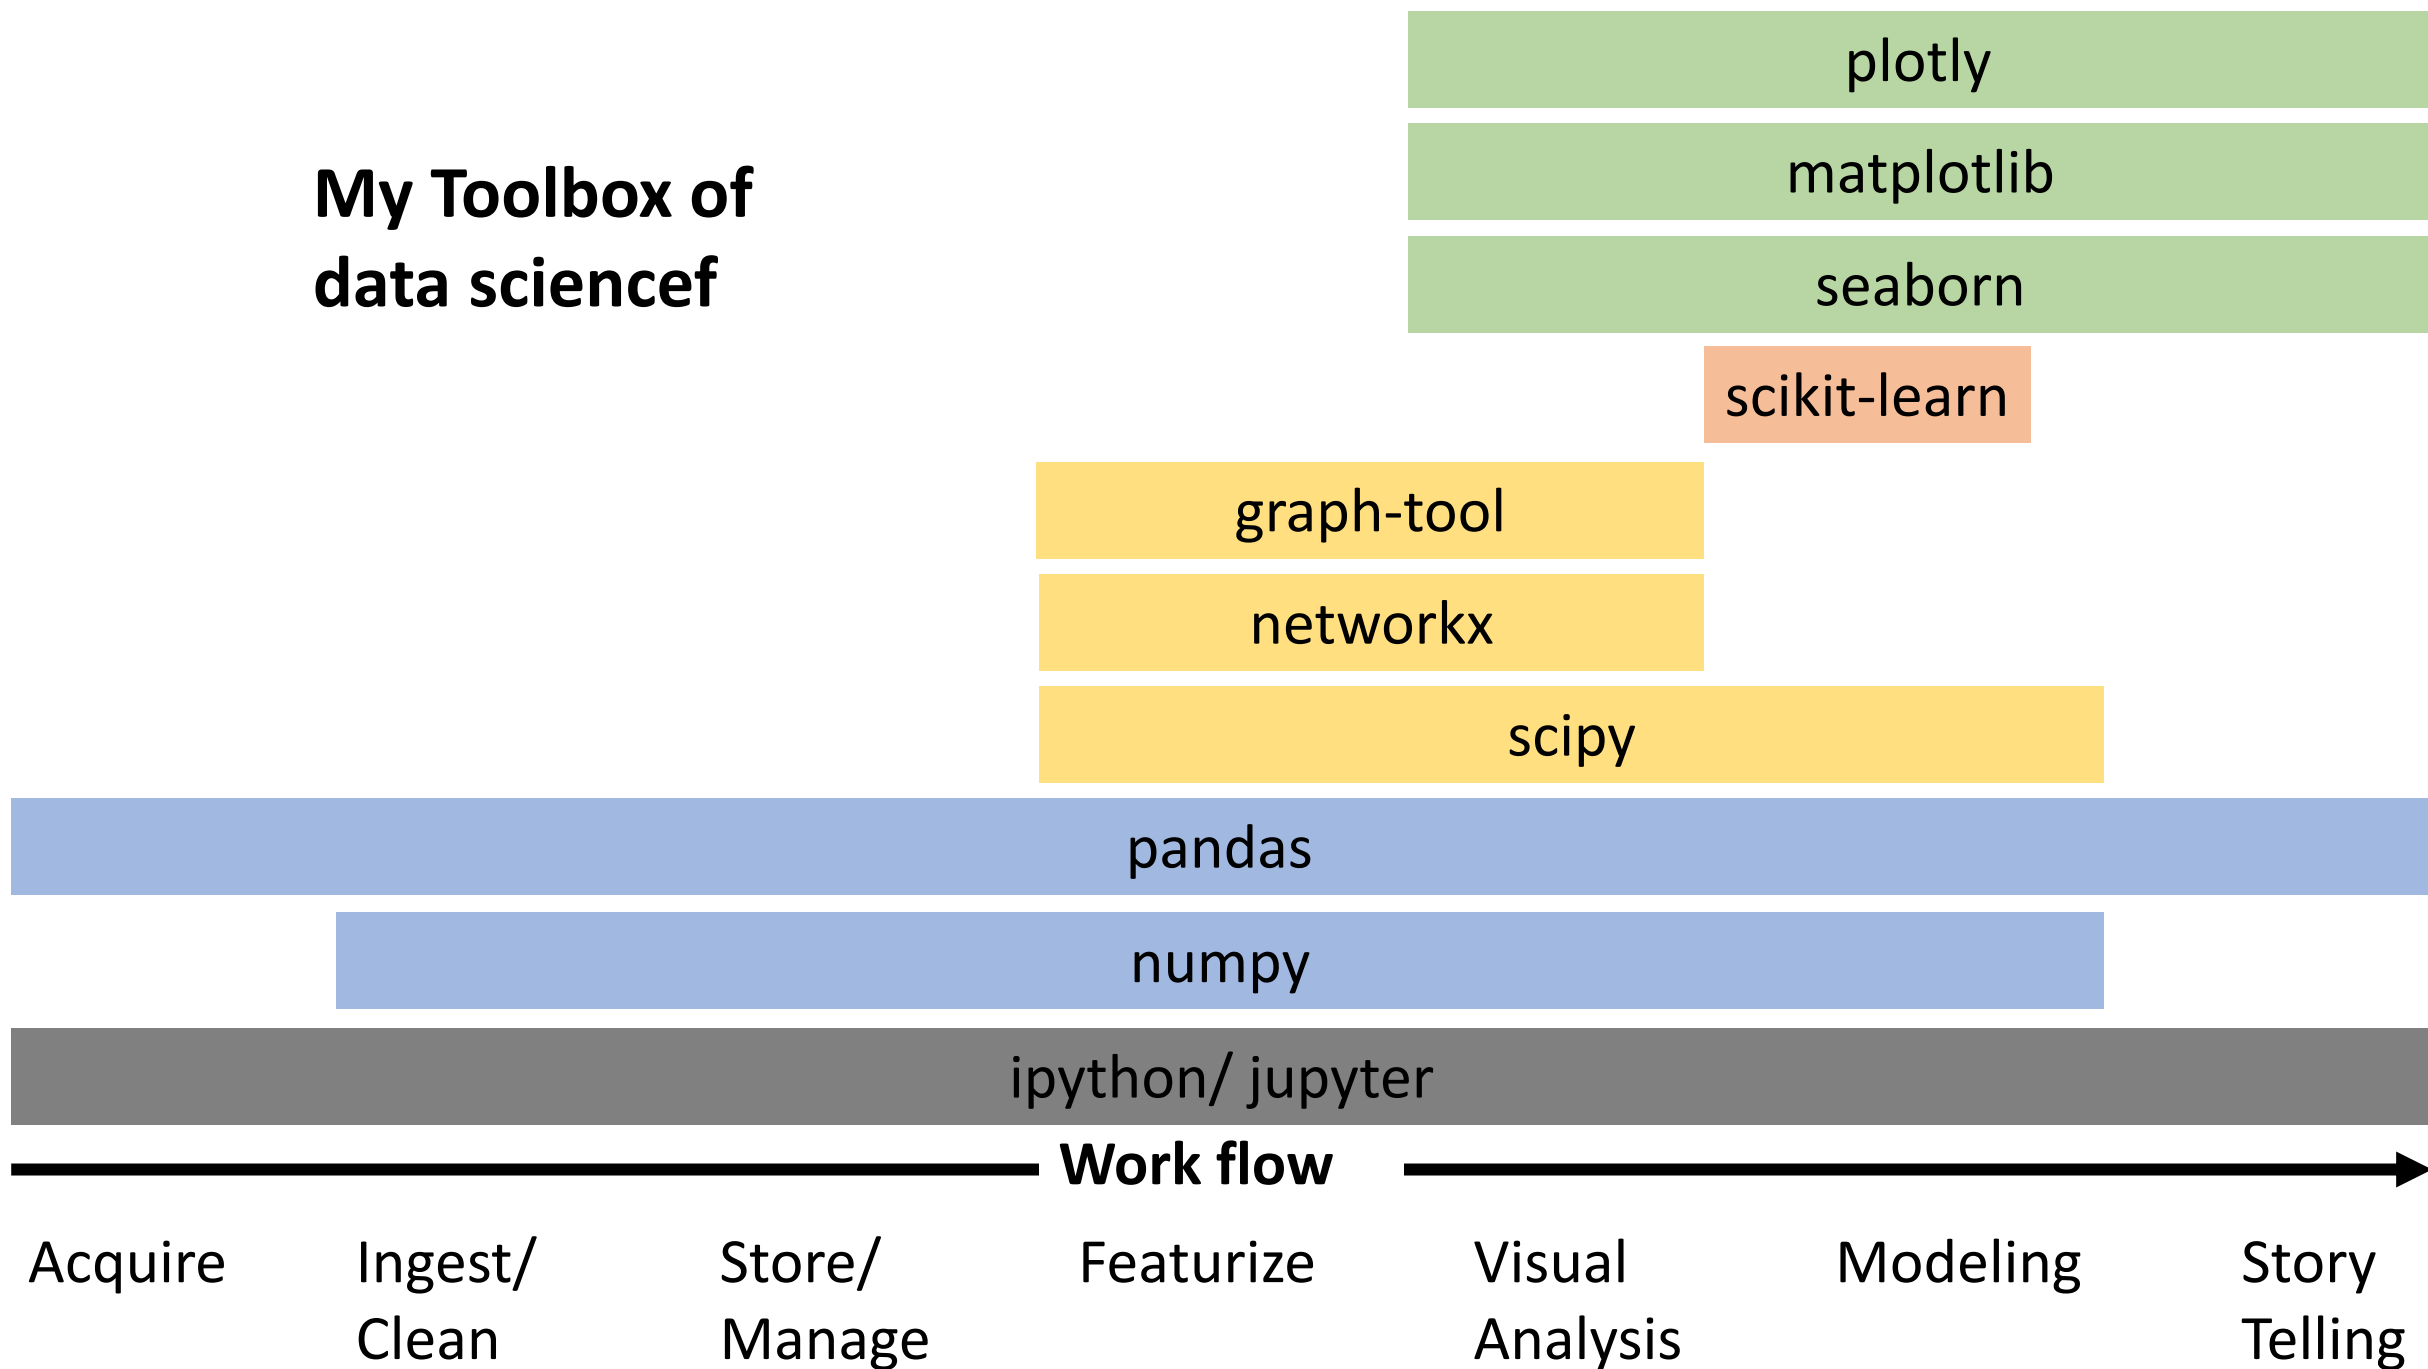 plotly
matplotlib
My Toolbox of
data sciencef
seaborn
scikit-learn
graph-tool
networkx
scipy
pandas
numpy
ipython/ jupyter
Work flow
Acquire
Ingest/
Clean
Store/
Manage
Featurize
Visual
Analysis
Modeling
Story
Telling